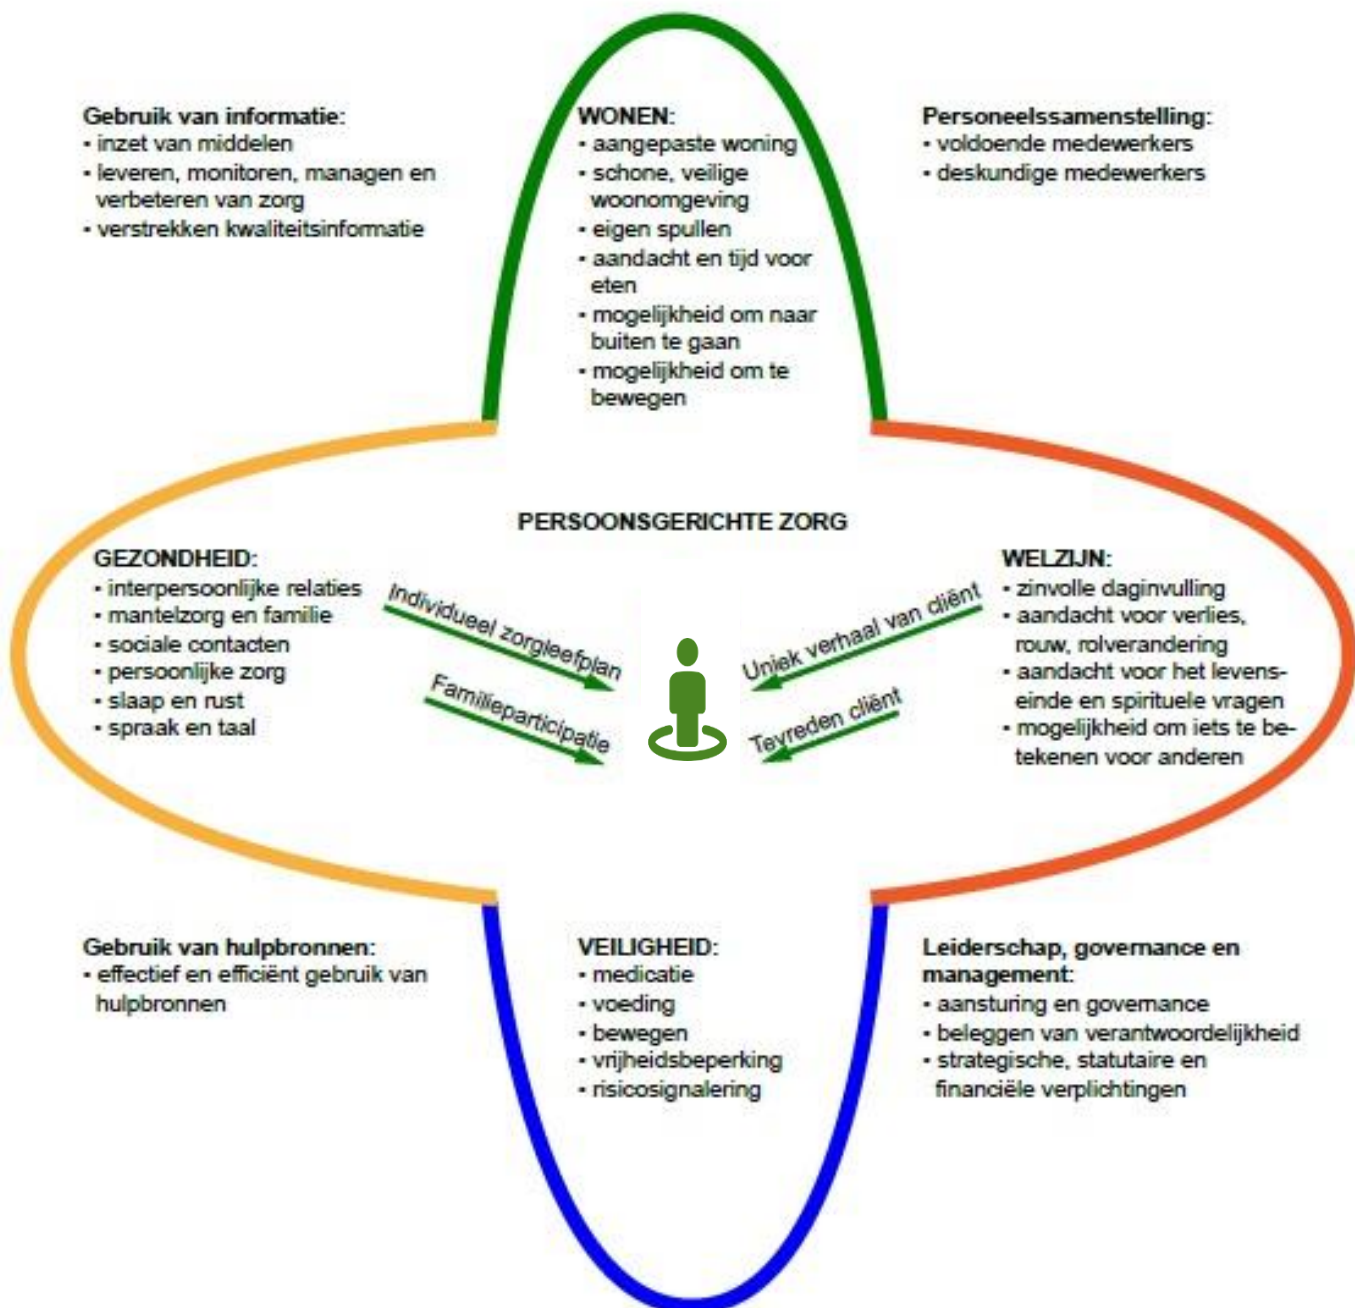 Gebruik van informatie:
• inzet van middelen
• leveren, monitoren, managen en
verbeteren van zorg
• verstrekken kwaliteitsinformatie
WONEN:
• aangepaste woning
• schone, veilige
woonomgeving
• eigen spullen
• aandacht en tijd voor
eten
• mogelijkheid om naar
buiten te gaan
• mogelijkheid om te
bewegen
Personeelssamenstelling:
• voldoende medewerkers
• deskundige medewerkers
PERSOONSGERICHTE ZORG
GEZONDHEID:
• interpersoonlijke relaties
• mantelzorg en familie
• sociale contacten
• persoonlijke zorg
• slaap en rust
• spraak en taal
Individueel zorgleefplan
Familieparticipatie
Uniek verhaal van cliënt
Tevreden cliënt
WELZIJN:
• zinvolle daginvulling
• aandacht voor verlies,
rouw, rolverandering
• aandacht voor het levens-
einde en spirituele vragen
• mogelijkheid om iets te be-
tekenen voor anderen
Gebruik van hulpbronnen:
• effectief en efficiënt gebruik van
hulpbronnen
VEILIGHEID:
• medicatie
• voeding
• bewegen
• vrijheidsbeperking
• risicosignalering
Leiderschap, governance en
management:
• aansturing en governance
• beleggen van verantwoordelijkheid
• strategische, statutaire en
financiële verplichtingen